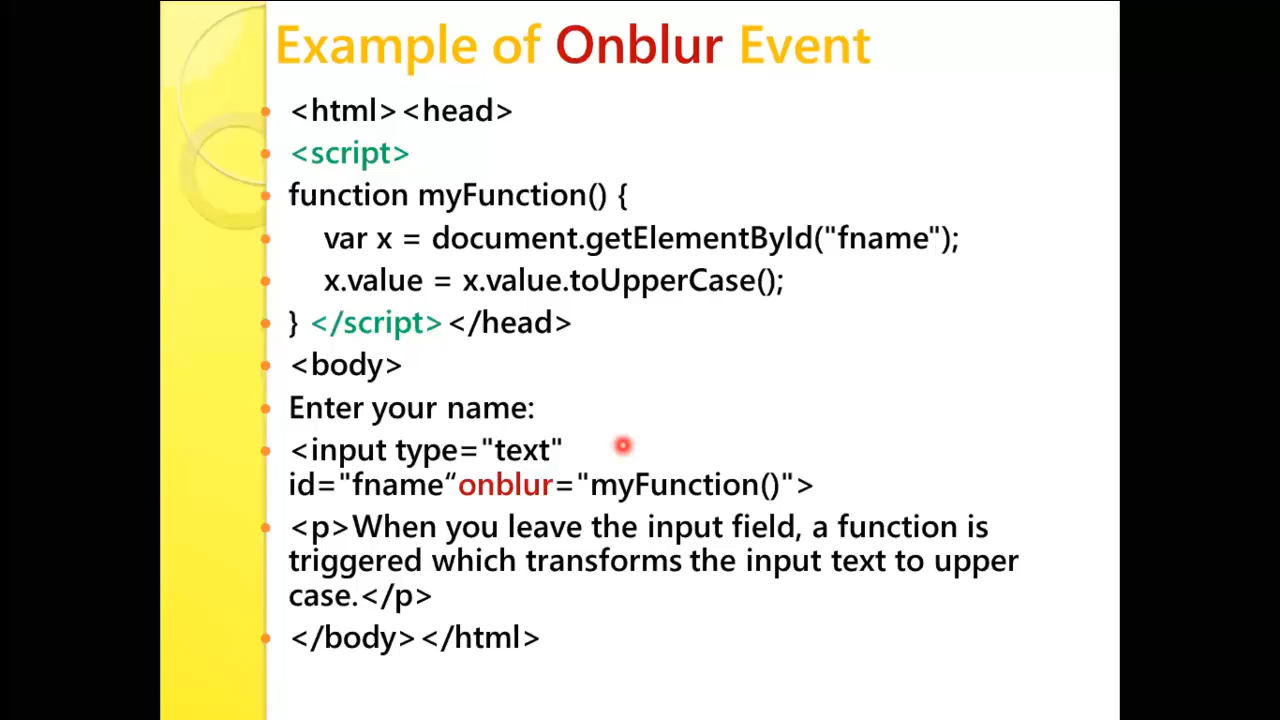 Example of Onblur Event
<html><head>
<script>
function myFunction() {
var x = document.getElementById("fname");
x.value = x.value.toUpperCase();
} </script></head>
<body>
Enter your name:
<input type="text"
id="fname“onblur="myFunction()">
<p>When you leave the input field, a function is
triggered which transforms the input text to upper
case.</p>
</body></html>